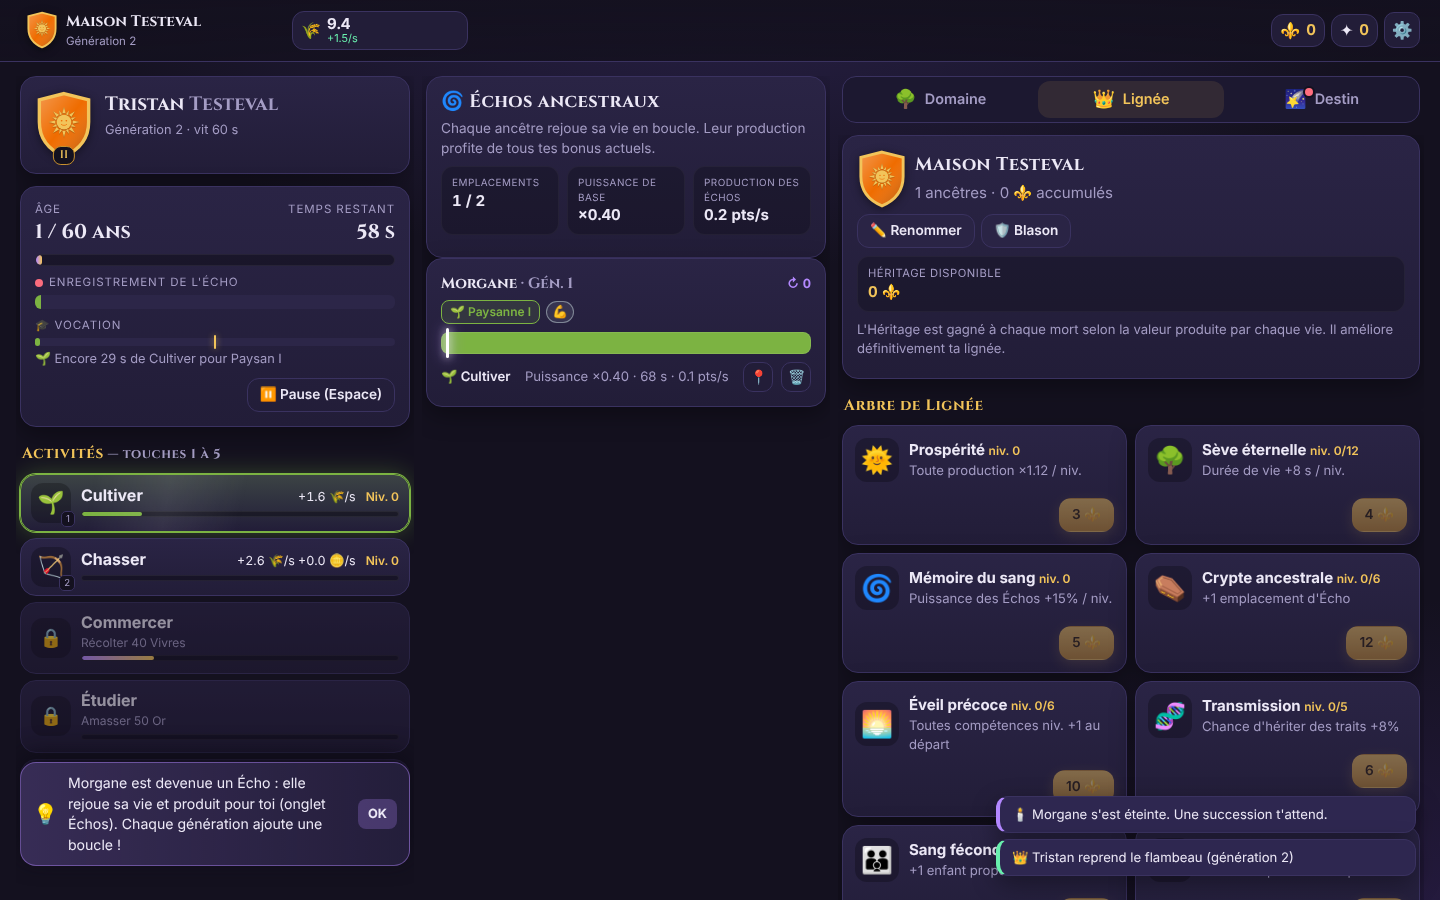 Maison Testeval
Génération 2
9.4
+1.5/s
0
0
Tristan Testeval
Génération 2 · vit 60 s
II
ÂGE
TEMPS RESTANT
1 / 60 ans
58 s
ENREGISTREMENT DE L'ÉCHO
VOCATION
Encore 29 s de Cultiver pour Paysan I
Pause (Espace)
Activités — touches 1 à 5
Cultiver
+1.6 /s Niv. 0
1
Chasser
+2.6 /s +0.0 /s Niv. 0
2
Commercer
Récolter 40 Vivres
Étudier
Amasser 50 Or
Morgane est devenue un Écho : elle
rejoue sa vie et produit pour toi (onglet
Échos). Chaque génération ajoute une
boucle !
OK
Échos ancestraux
Chaque ancêtre rejoue sa vie en boucle. Leur production
profite de tous tes bonus actuels.
EMPLACEMENTS
1 / 2
PUISSANCE DE
BASE
×0.40
PRODUCTION DES
ÉCHOS
0.2 pts/s
Morgane · Gén. 1
↻ 0
Paysanne I
Cultiver Puissance ×0.40 · 68 s · 0.1 pts/s
Domaine
Lignée
Destin
Maison Testeval
1 ancêtres · 0 accumulés
Renommer
Blason
HÉRITAGE DISPONIBLE
0
L'Héritage est gagné à chaque mort selon la valeur produite par chaque vie. Il améliore
définitivement ta lignée.
Arbre de Lignée
Prospérité niv. 0
Toute production ×1.12 / niv.
3
Sève éternelle niv. 0/12
Durée de vie +8 s / niv.
4
Mémoire du sang niv. 0
Puissance des Échos +15% / niv.
5
Crypte ancestrale niv. 0/6
+1 emplacement d'Écho
12
Éveil précoce niv. 0/6
Toutes compétences niv. +1 au
départ
10
Transmission niv. 0/5
Chance d'hériter des traits +8%
6
Sang fécond
+1 enfant prop
Morgane s'est éteinte. Une succession t'attend.
Tristan reprend le flambeau (génération 2)